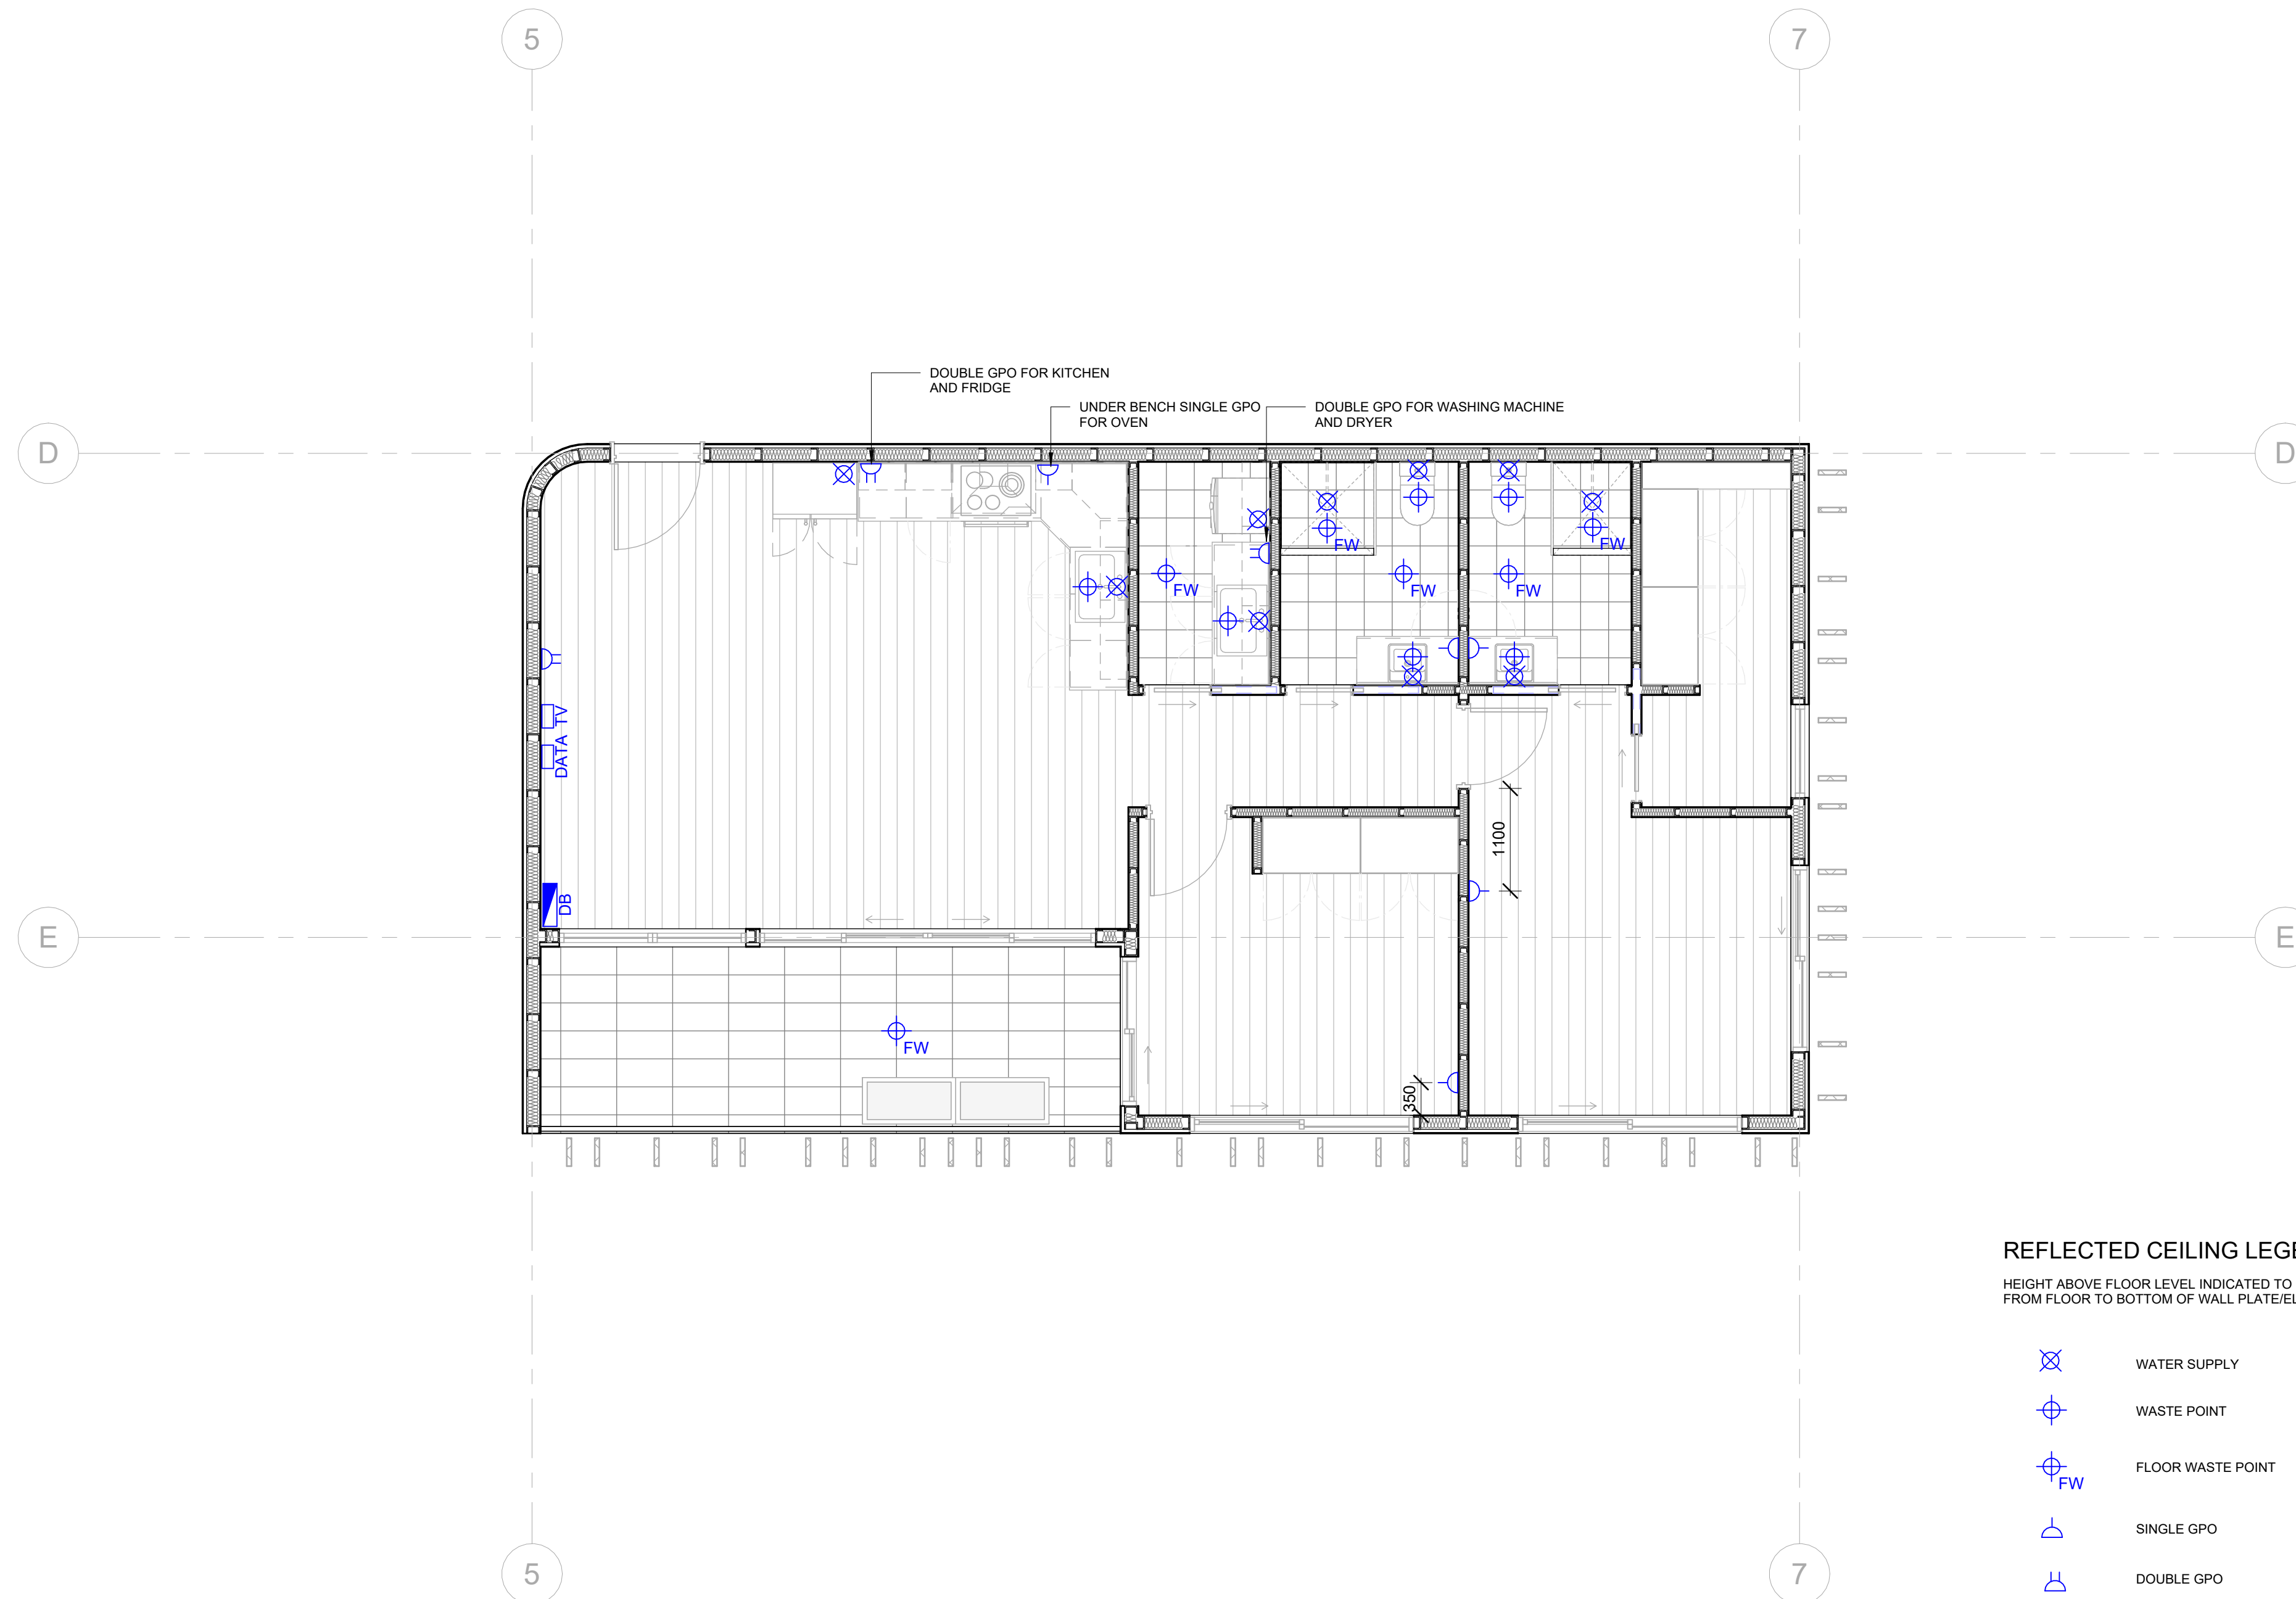 5
7
DOUBLE GPO FOR KITCHEN
AND FRIDGE
UNDER BENCH SINGLE GPO
FOR OVEN
DOUBLE GPO FOR WASHING MACHINE
AND DRYER
D
D
FW
FW
FW
FW
FW
TV
DATA
1100
DB
E
E
FW
350
REFLECTED CEILING LEGE
HEIGHT ABOVE FLOOR LEVEL INDICATED TO
FROM FLOOR TO BOTTOM OF WALL PLATE/EL
WATER SUPPLY
WASTE POINT
FLOOR WASTE POINT
FW
SINGLE GPO
DOUBLE GPO
5
7